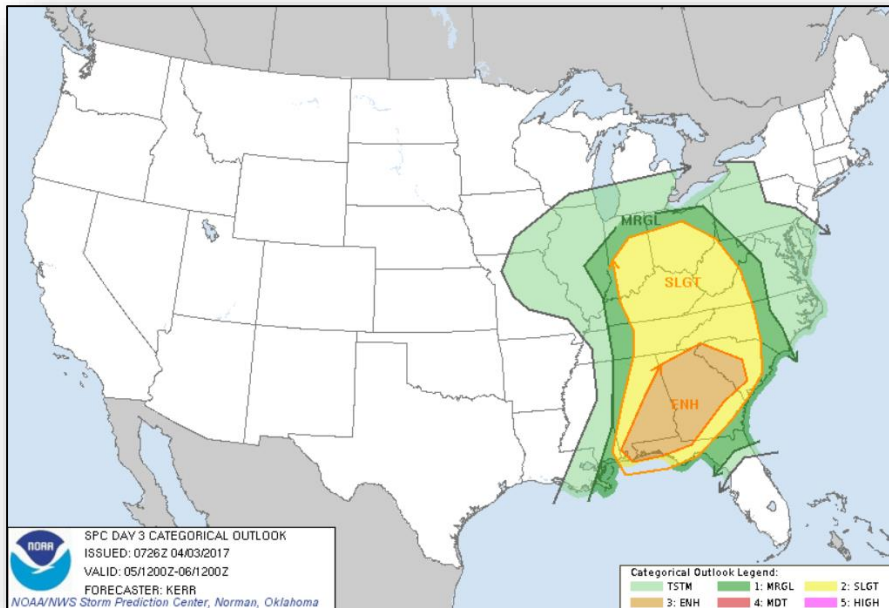 MRGL
SLGT
ENH
NOAA
SPC DAY 3 CATEGORICAL OUTLOOK
ISSUED: 0726Z 04/03/2017
VALID: 05/1200Z-06/1200Z
FORECASTER: KERR
NOAA/NWS Storm Prediction Center, Norman, Oklahoma
Categorical Outlook Legend:
TSTM 1: MRGL 2: SLGT
3: ENH 4: MDT 5: HIGH